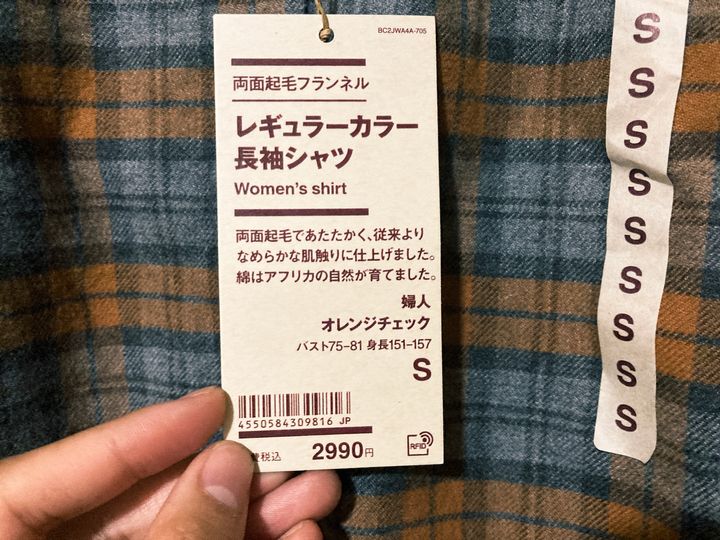 BC2JWA4A-705
両面起毛フランネル
レギュラーカラー
長袖シャツ
Women's shirt
両面起毛であたたかく、従来より
なめらかな肌触りに仕上げました。
綿はアフリカの自然が育てました。
婦人
オレンジチェック
バスト75-81 身長151-157
S
4550584309816 JP
費税込 2990円
RFID
S
S
S
S
S
S
S
S
S